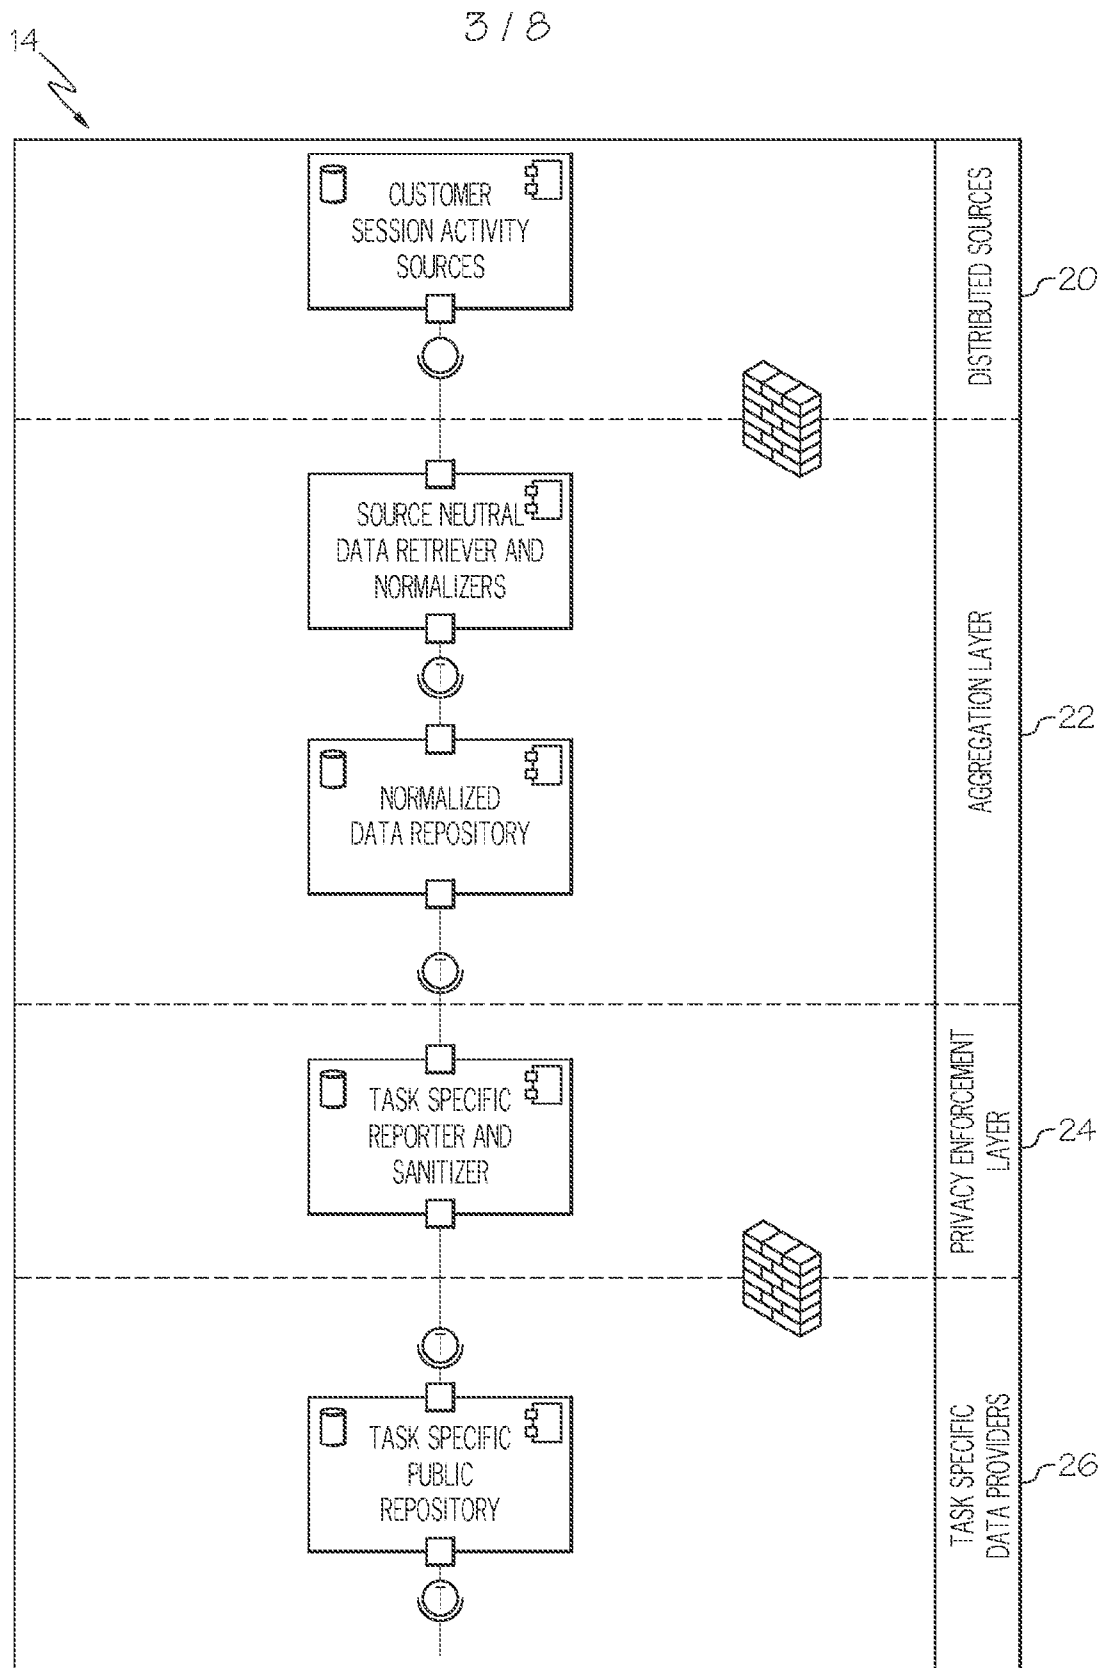 3/8
14
CUSTOMER
SESSION ACTIVITY
SOURCES
DISTRIBUTED SOURCES
20
SOURCE NEUTRAL
DATA RETRIEVER AND
NORMALIZERS
NORMALIZED
DATA REPOSITORY
AGGREGATION LAYER
22
TASK SPECIFIC
REPORTER AND
SANITIZER
PRIVACY ENFORCEMENT
LAYER
24
TASK SPECIFIC
PUBLIC
REPOSITORY
TASK SPECIFIC
DATA PROVIDERS
26